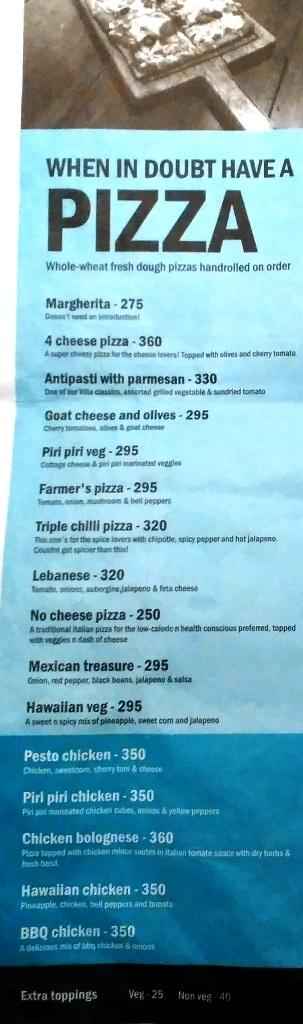 WHEN IN DOUBT HAVE A
PIZZA
Whole-wheat fresh dough pizzas handrolled on order
Margherita - 275
Doesn't need an introduction!
4 cheese pizza - 360
A super cheesy pizza for the cheese lovers! Topped with olives and cherry tomato
Antipasti with parmesan - 330
One of our Villa classics, assorted grilled vegetable & sundried tomato
Goat cheese and olives - 295
Cherry tomatoes, olives & goat cheese
Piri piri veg - 295
Cottage cheese & piri piri marinated veggies
Farmer's pizza - 295
Tomato, onion, mushroom & bell peppers
Triple chilli pizza - 320
This one's for the spice lovers with chipotle, spicy pepper and hot jalapeno.
Couldnt get spicier than this!
Lebanese - 320
Tomato, onions, aubergine, jalapeno & feta cheese
No cheese pizza - 250
A traditional italian pizza for the low-calorie n health conscious preferred, topped
with veggies n dash of cheese
Mexican treasure - 295
Onion, red pepper, black beans, jalapeno & salsa
Hawaiian veg - 295
A sweet n spicy mix of pineapple, sweet corn and jalapeno
Pesto chicken - 350
Chicken, sweetcorn, cherry tom & cheese
Piri piri chicken - 350
Piri piri marinated chicken cubes, onions & yellow peppers
Chicken bolognese - 360
Pizza topped with chicken mince sautes in italian tomato sauce with dry herbs &
fresh basil
Hawaiian chicken - 350
Pineapple, chicken, bell peppers and tomato
BBQ chicken - 350
A delicious mix of bbq chicken & onions
Extra toppings Veg - 25 Non veg - 40